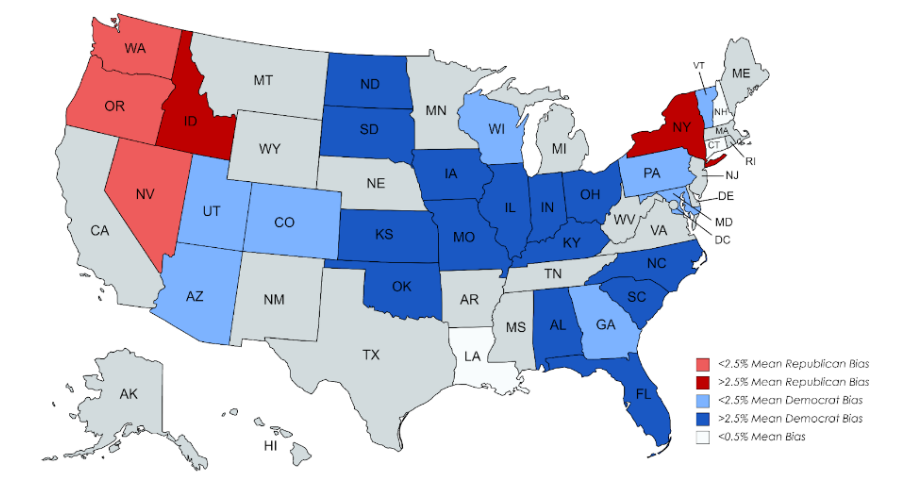 WA
OR
ID
MT
ND
MN
SD
WY
NV
UT
CO
CA
AZ
NM
NE
KS
OK
TX
IA
MO
AR
LA
WI
IL
IN
MI
OH
KY
TN
MS
AL
GA
FL
SC
NC
VA
WV
PA
NY
VT
NH
ME
MA
CT
RI
NJ
DE
MD
DC
AK
HI
<2.5% Mean Republican Bias
>2.5% Mean Republican Bias
<2.5% Mean Democrat Bias
>2.5% Mean Democrat Bias
<0.5% Mean Bias